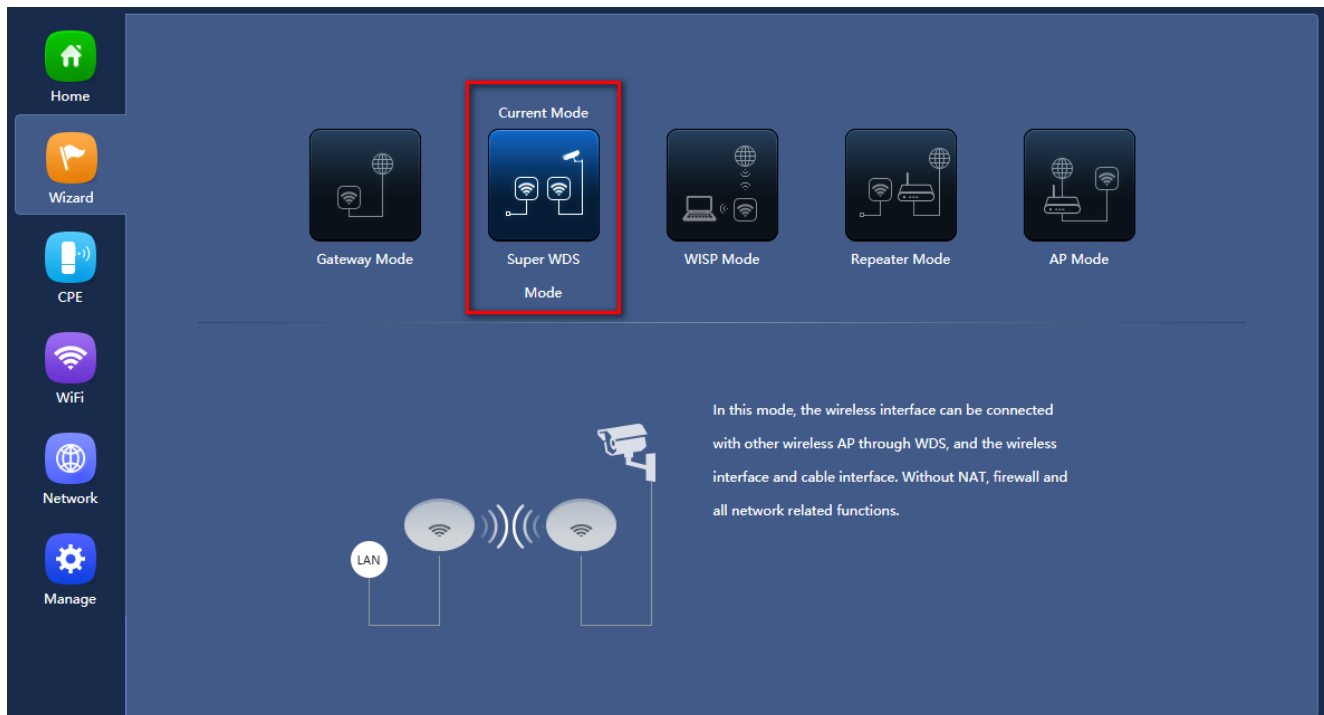 Home
Wizard
CPE
WiFi
Network
Manage
Current Mode
Gateway Mode
Super WDS
Mode
WISP Mode
Repeater Mode
AP Mode
LAN
In this mode, the wireless interface can be connected
with other wireless AP through WDS, and the wireless
interface and cable interface. Without NAT, firewall and
all network related functions.